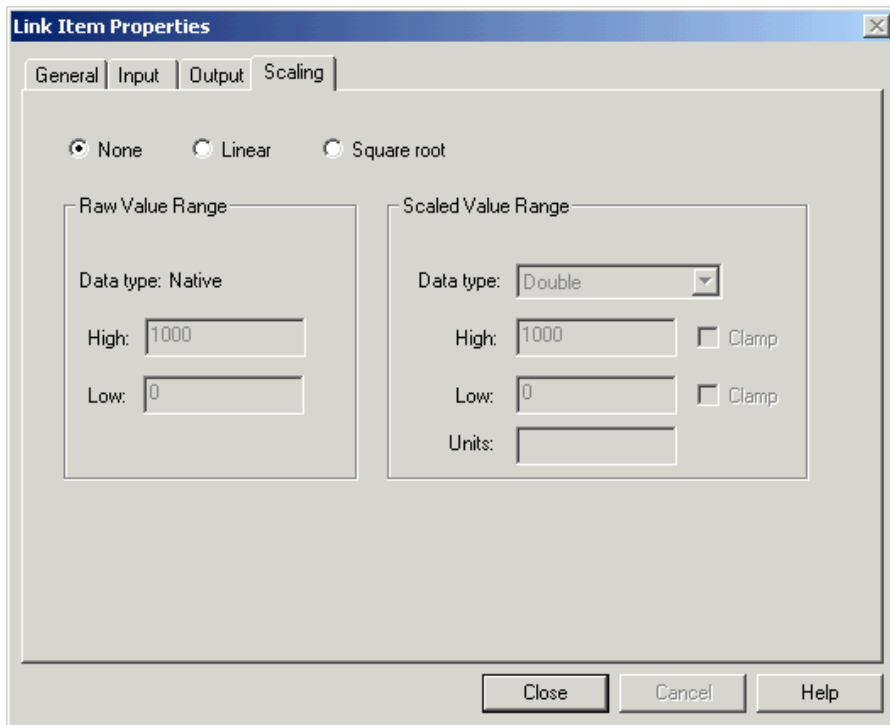 Link Item Properties
General Input Output Scaling
None Linear Square root
Raw Value Range
Data type: Native
High: 1000
Low: 0
Scaled Value Range
Data type: Double
High: 1000 Clamp
Low: 0 Clamp
Units:
Close Cancel Help